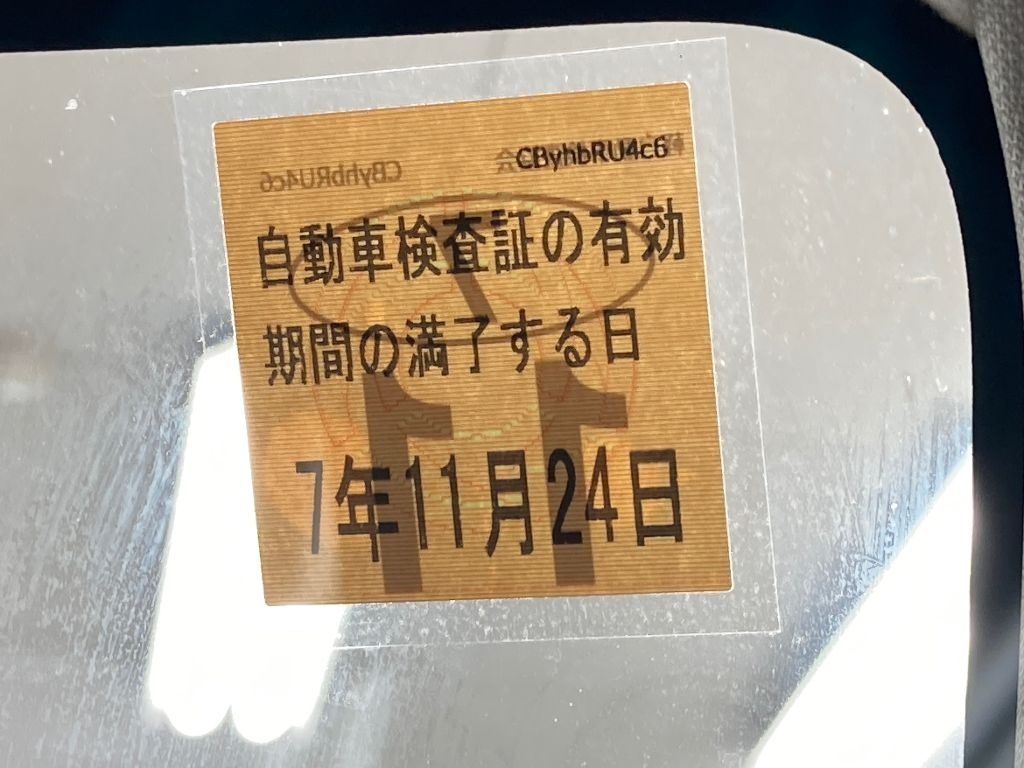 CByhbRU4c6
自動車検査証の有効
期間の満了する日
7年11月24日